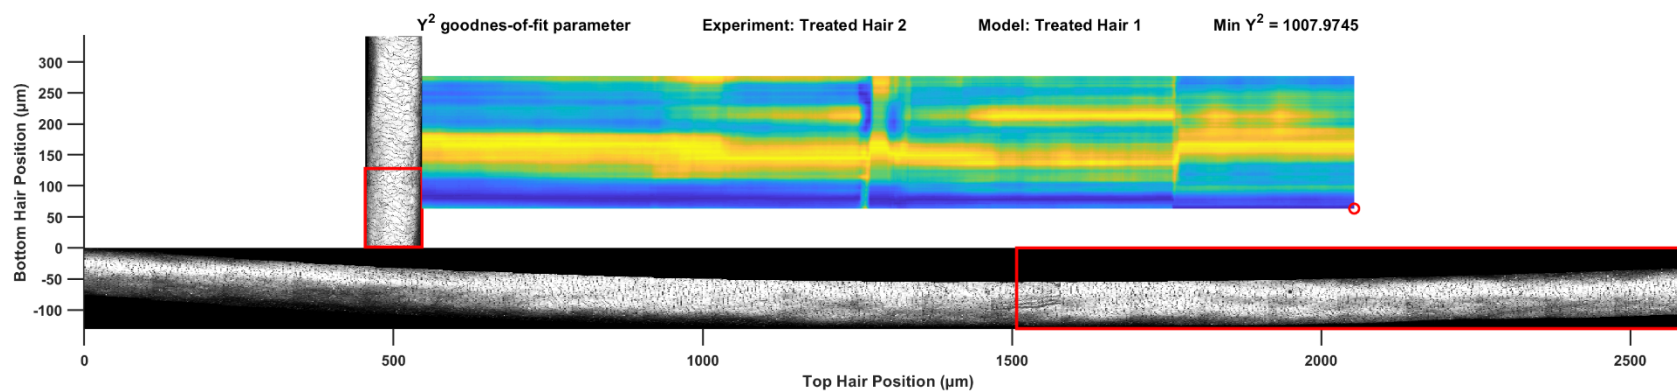 Y² goodnes-of-fit parameter Experiment: Treated Hair 2 Model: Treated Hair 1 Min Y² = 1007.9745
Bottom Hair Position (µm)
300
250
200
150
100
50
0
-50
-100
0 500 1000 1500 2000 2500
Top Hair Position (µm)